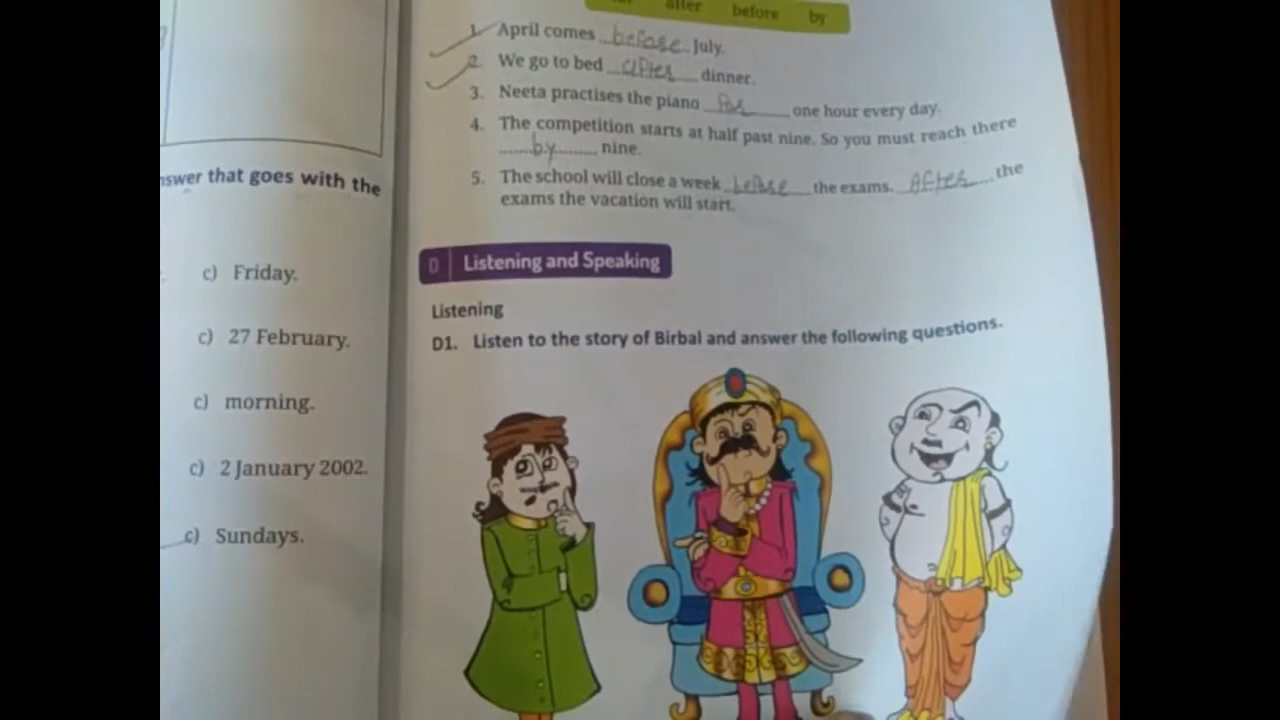 after before by
1. April comes before July.
2. We go to bed after dinner.
3. Neeta practises the piano for one hour every day.
4. The competition starts at half past nine. So you must reach there
by nine.
5. The school will close a week before the exams. After the
exams the vacation will start.
that goes with the
c) Friday.
c) 27 February.
c) morning.
c) 2 January 2002.
c) Sundays.
D Listening and Speaking
Listening
D1. Listen to the story of Birbal and answer the following questions.